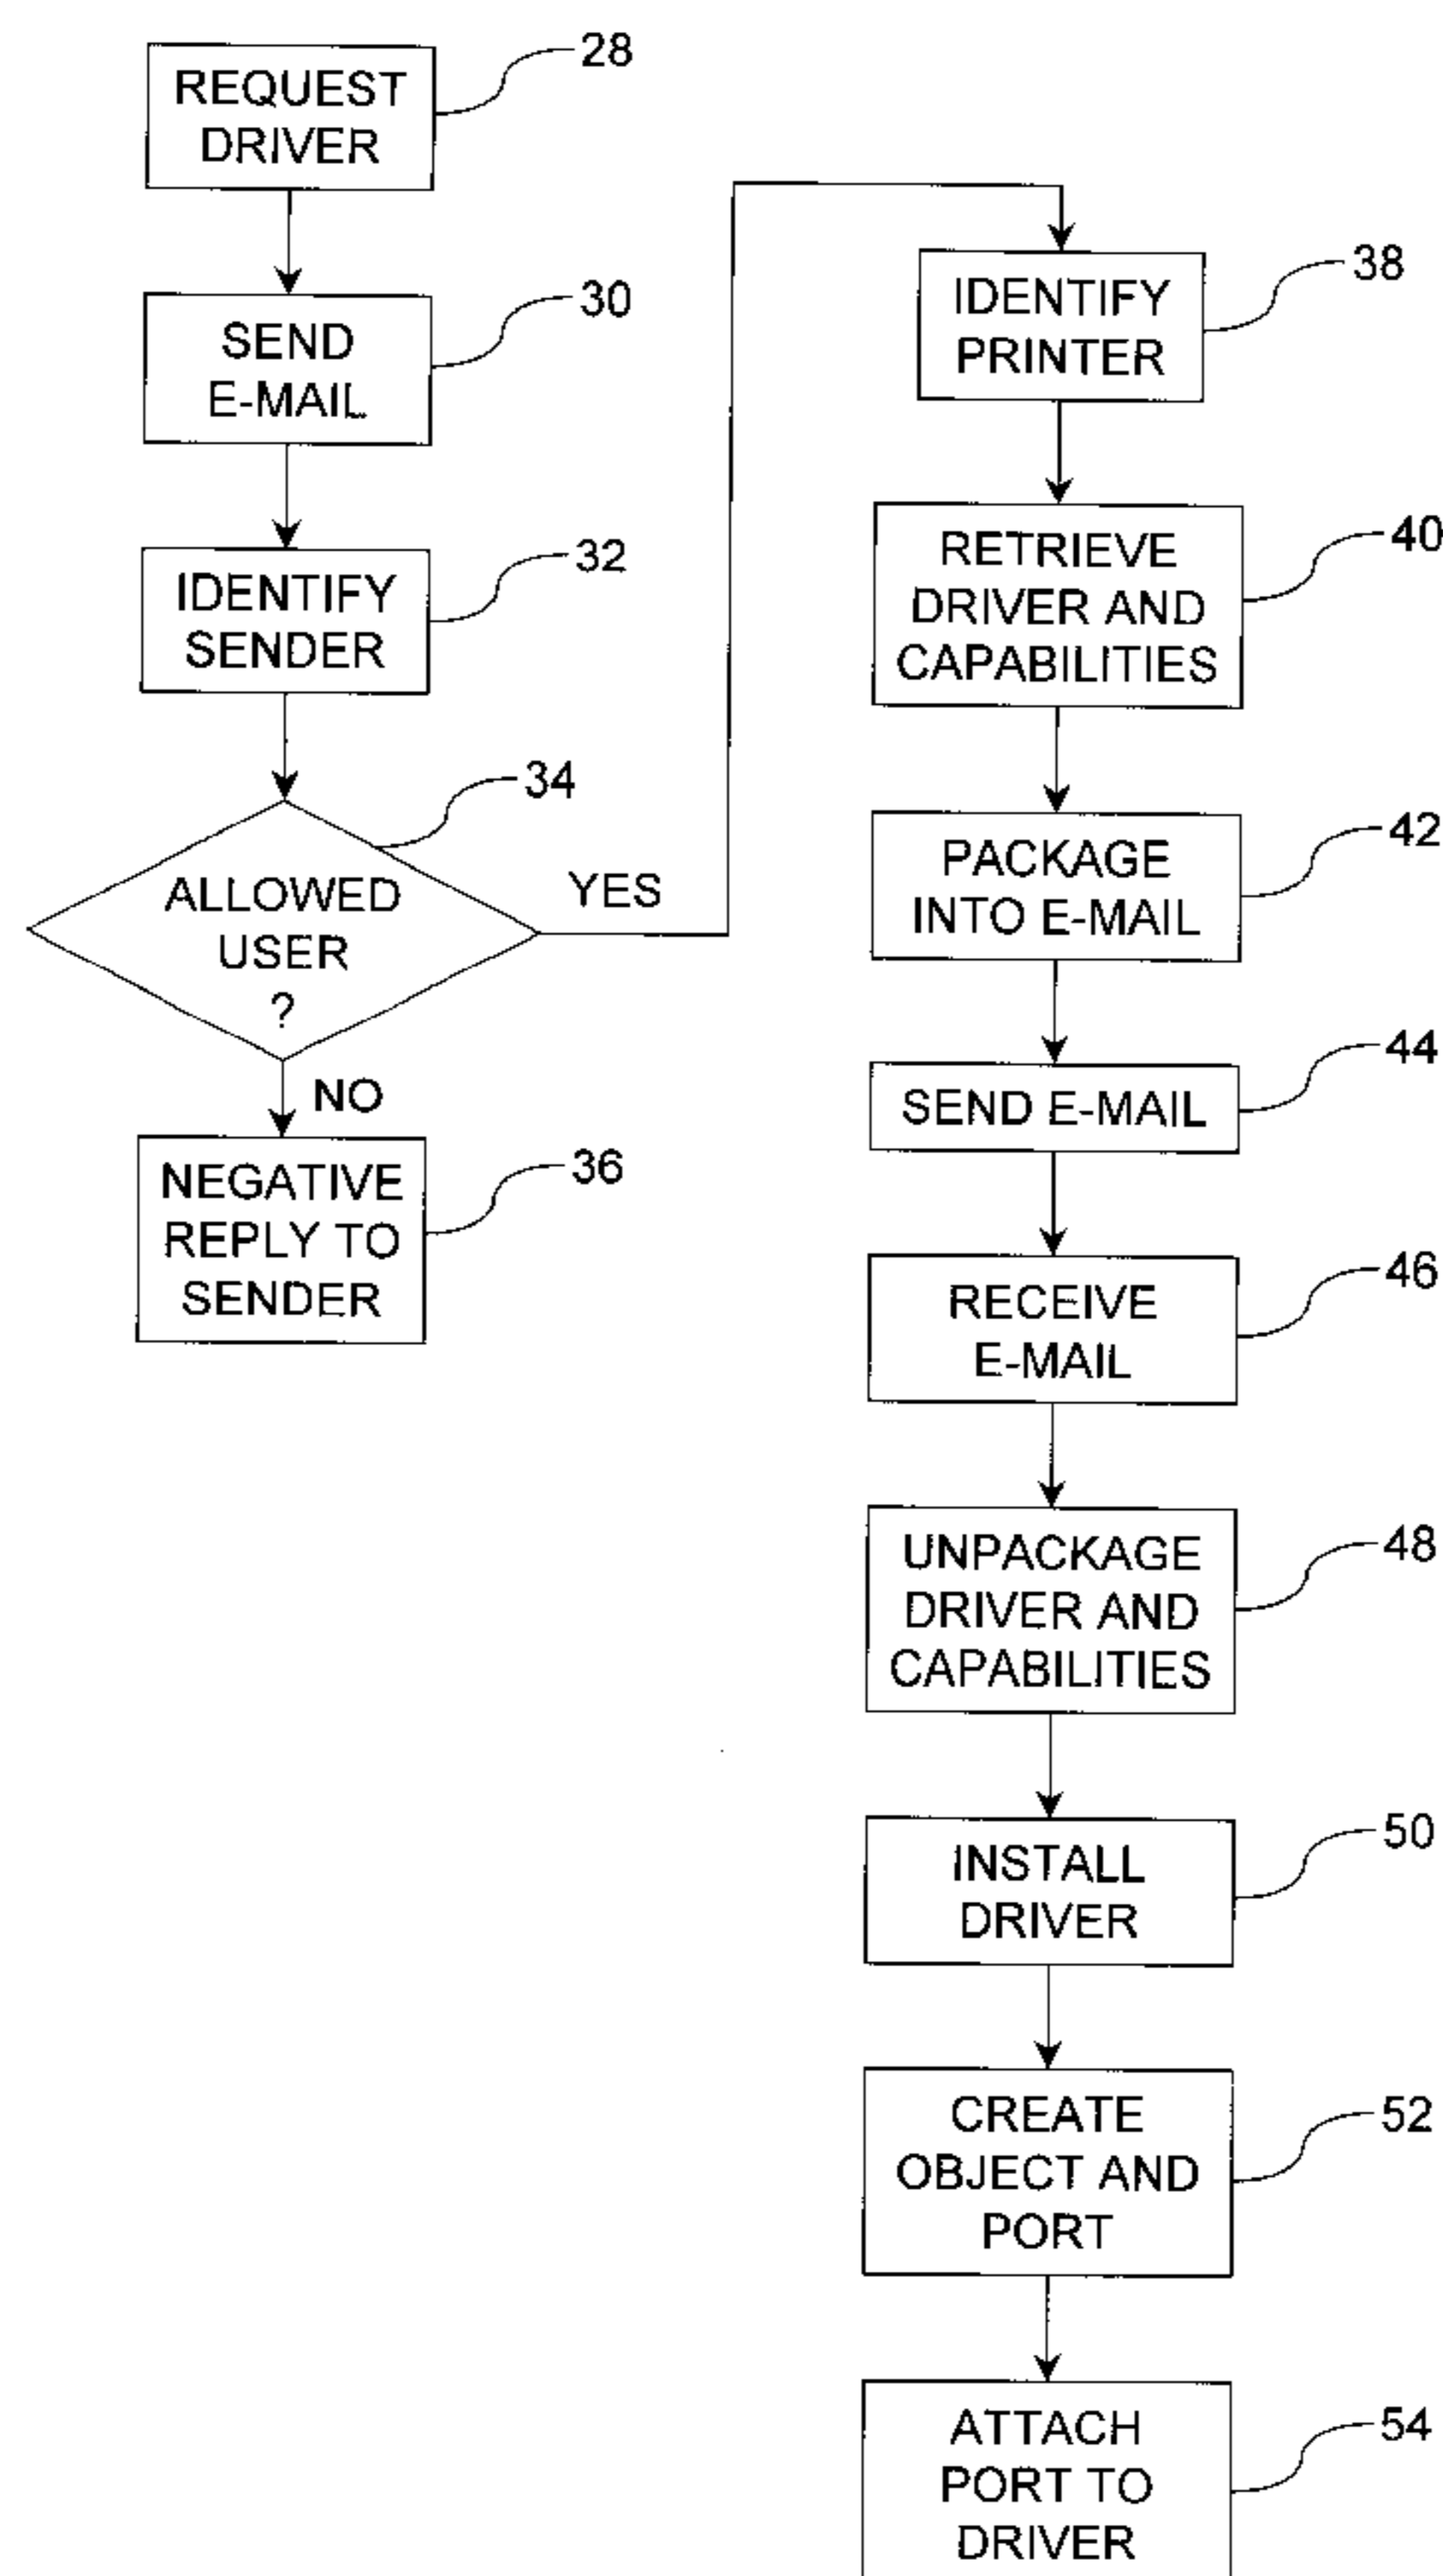 REQUEST
DRIVER
28
SEND
E-MAIL
30
IDENTIFY
SENDER
32
ALLOWED
USER
?
34
YES
NO
NEGATIVE
REPLY TO
SENDER
36
IDENTIFY
PRINTER
38
RETRIEVE
DRIVER AND
CAPABILITIES
40
PACKAGE
INTO E-MAIL
42
SEND E-MAIL
44
RECEIVE
E-MAIL
46
UNPACKAGE
DRIVER AND
CAPABILITIES
48
INSTALL
DRIVER
50
CREATE
OBJECT AND
PORT
52
ATTACH
PORT TO
DRIVER
54